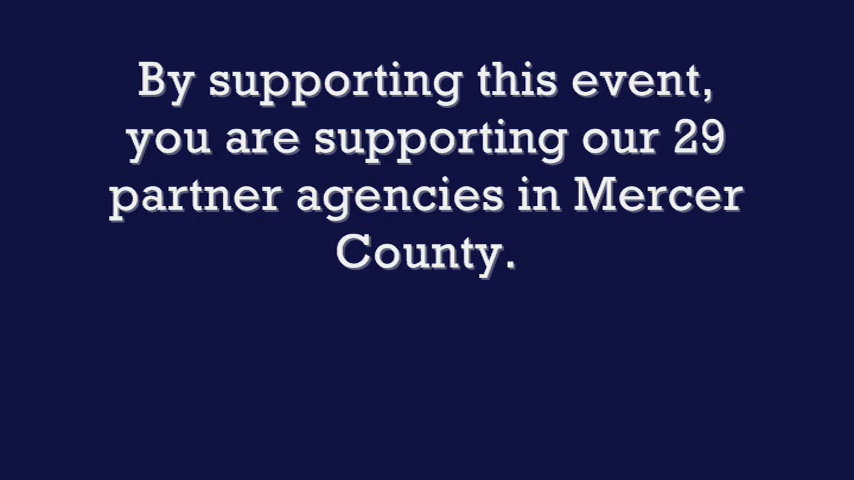 By supporting this event,
you are supporting our 29
partner agencies in Mercer
County.